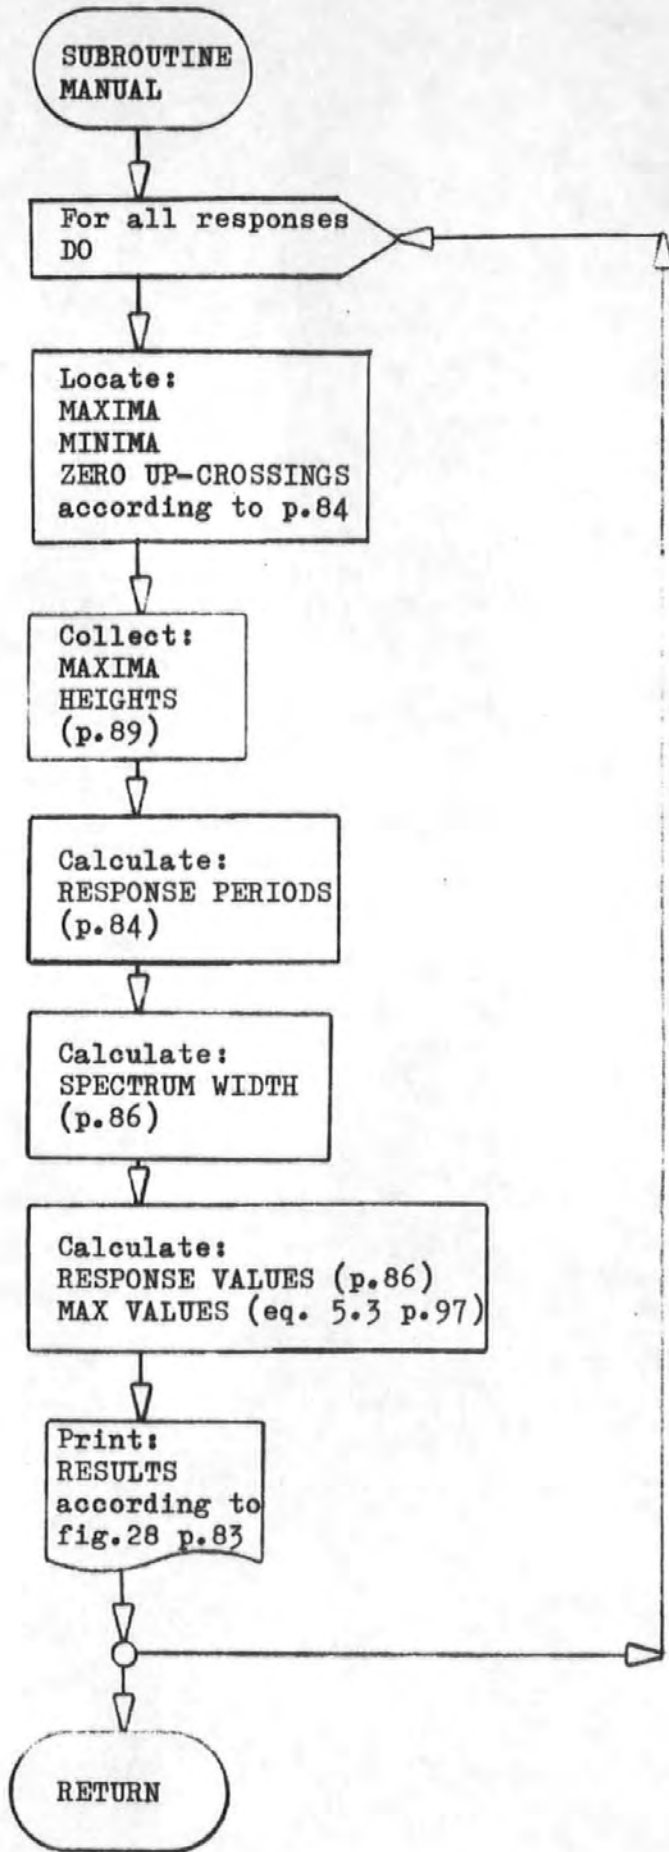 SUBROUTINE
MANUAL
For all responses
DO
Locate:
MAXIMA
MINIMA
ZERO UP-CROSSINGS
according to p.84
Collect:
MAXIMA
HEIGHTS
(p.89)
Calculate:
RESPONSE PERIODS
(p.84)
Calculate:
SPECTRUM WIDTH
(p.86)
Calculate:
RESPONSE VALUES (p.86)
MAX VALUES (eq. 5.3 p.97)
Print:
RESULTS
according to
fig.28 p.83
RETURN